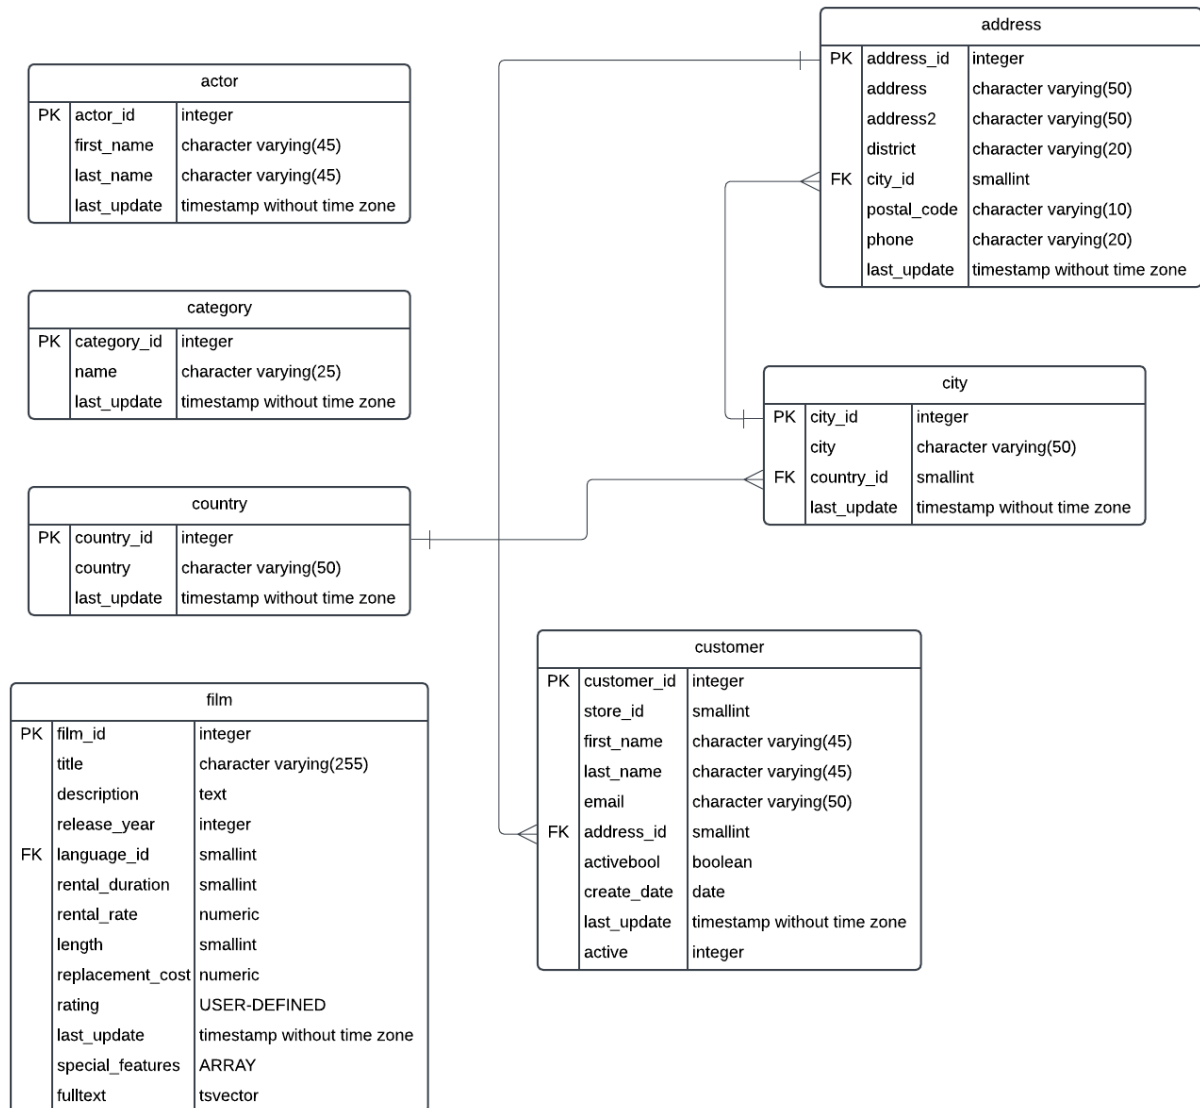 actor
PK actor_id integer
first_name character varying(45)
last_name character varying(45)
last_update timestamp without time zone
category
PK category_id integer
name character varying(25)
last_update timestamp without time zone
country
PK country_id integer
country character varying(50)
last_update timestamp without time zone
film
PK film_id integer
title character varying(255)
description text
release_year integer
FK language_id smallint
rental_duration smallint
rental_rate numeric
length smallint
replacement_cost numeric
rating USER-DEFINED
last_update timestamp without time zone
special_features ARRAY
fulltext tsvector
address
PK address_id integer
address character varying(50)
address2 character varying(50)
district character varying(20)
FK city_id smallint
postal_code character varying(10)
phone character varying(20)
last_update timestamp without time zone
city
PK city_id integer
city character varying(50)
FK country_id smallint
last_update timestamp without time zone
customer
PK customer_id integer
store_id smallint
first_name character varying(45)
last_name character varying(45)
email character varying(50)
FK address_id smallint
activebool boolean
create_date date
last_update timestamp without time zone
active integer